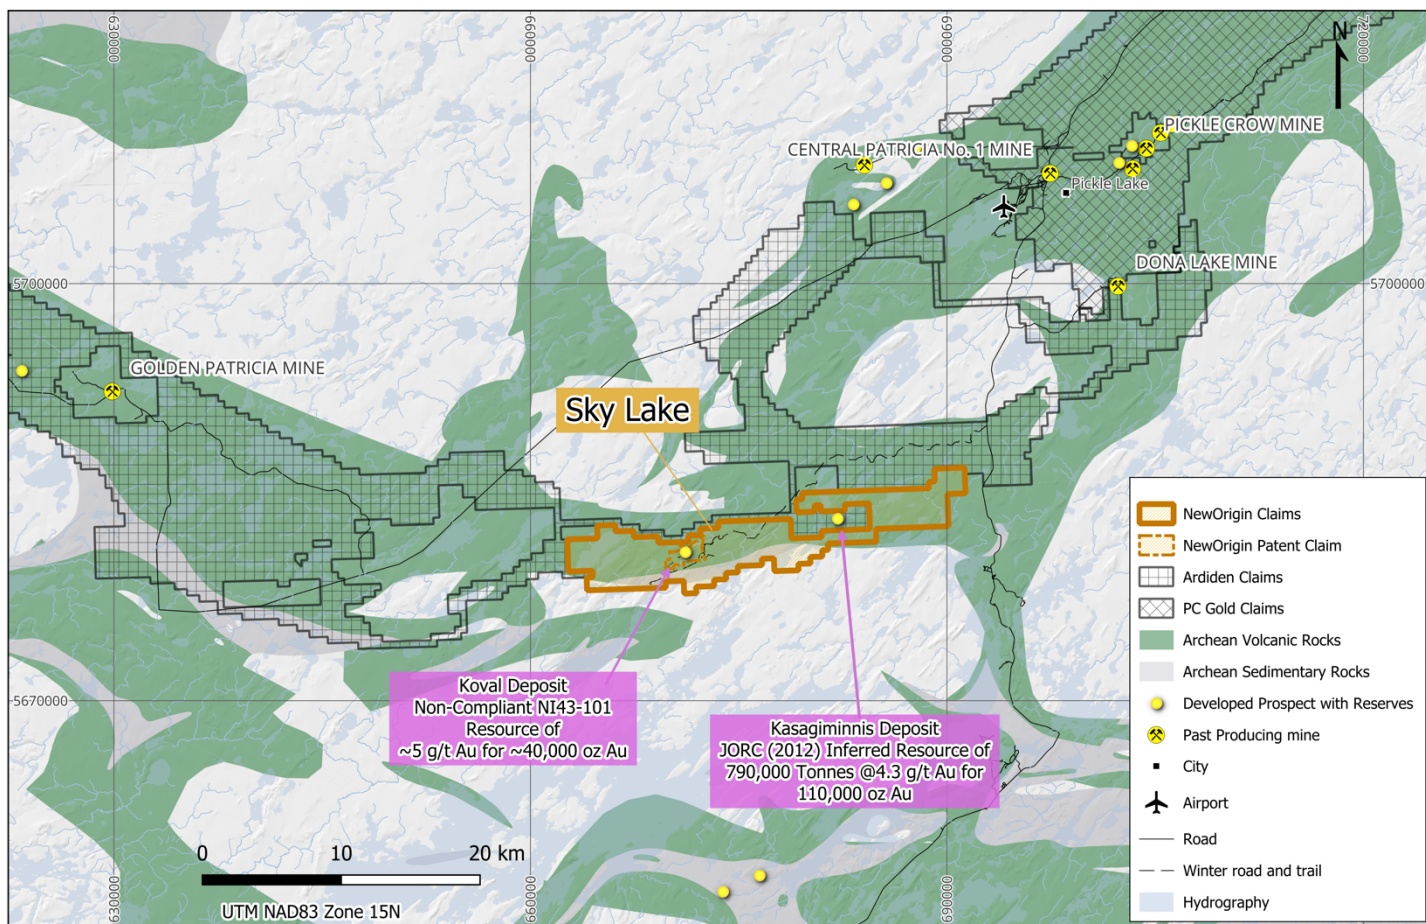 630000
660000
690000
720000
N
PICKLE CROW MINE
CENTRAL PATRICIA No. 1 MINE
Pickle Lake
DONA LAKE MINE
5700000
5700000
GOLDEN PATRICIA MINE
Sky Lake
NewOrigin Claims
NewOrigin Patent Claim
Ardiden Claims
PC Gold Claims
Archean Volcanic Rocks
Archean Sedimentary Rocks
Developed Prospect with Reserves
Past Producing mine
City
Airport
Road
Winter road and trail
Hydrography
5670000
Koval Deposit
Non-Compliant NI43-101
Resource of
~5 g/t Au for ~40,000 oz Au
Kasagiminnis Deposit
JORC (2012) Inferred Resource of
790,000 Tonnes @4.3 g/t Au for
110,000 oz Au
0 10 20 km
UTM NAD83 Zone 15N
630000
660000
690000